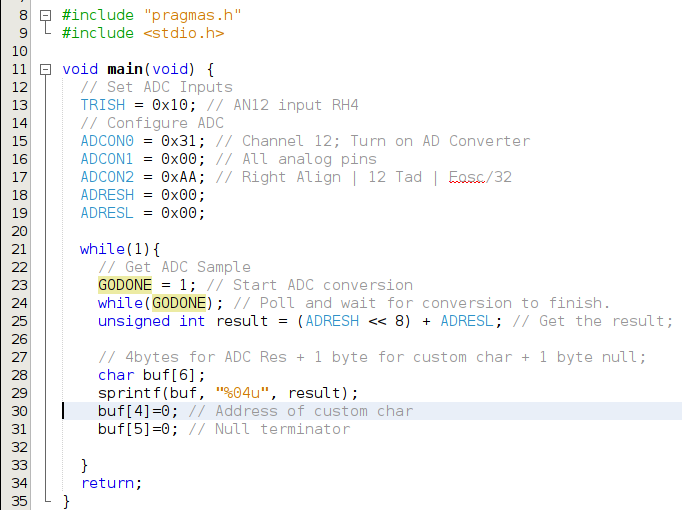 8 #include "pragmas.h"
9 #include <stdio.h>
10
11 void main(void) {
12 // Set ADC Inputs
13 TRISH = 0x10; // AN12 input RH4
14 // Configure ADC
15 ADCON0 = 0x31; // Channel 12; Turn on AD Converter
16 ADCON1 = 0x00; // All analog pins
17 ADCON2 = 0xAA; // Right Align | 12 Tad | Fosc/32
18 ADRESH = 0x00;
19 ADRESL = 0x00;
20
21 while(1){
22 // Get ADC Sample
23 GODONE = 1; // Start ADC conversion
24 while(GODONE); // Poll and wait for conversion to finish.
25 unsigned int result = (ADRESH << 8) + ADRESL; // Get the result;
26
27 // 4bytes for ADC Res + 1 byte for custom char + 1 byte null;
28 char buf[6];
29 sprintf(buf, "%04u", result);
30 buf[4]=0; // Address of custom char
31 buf[5]=0; // Null terminator
32
33 }
34 return;
35 }